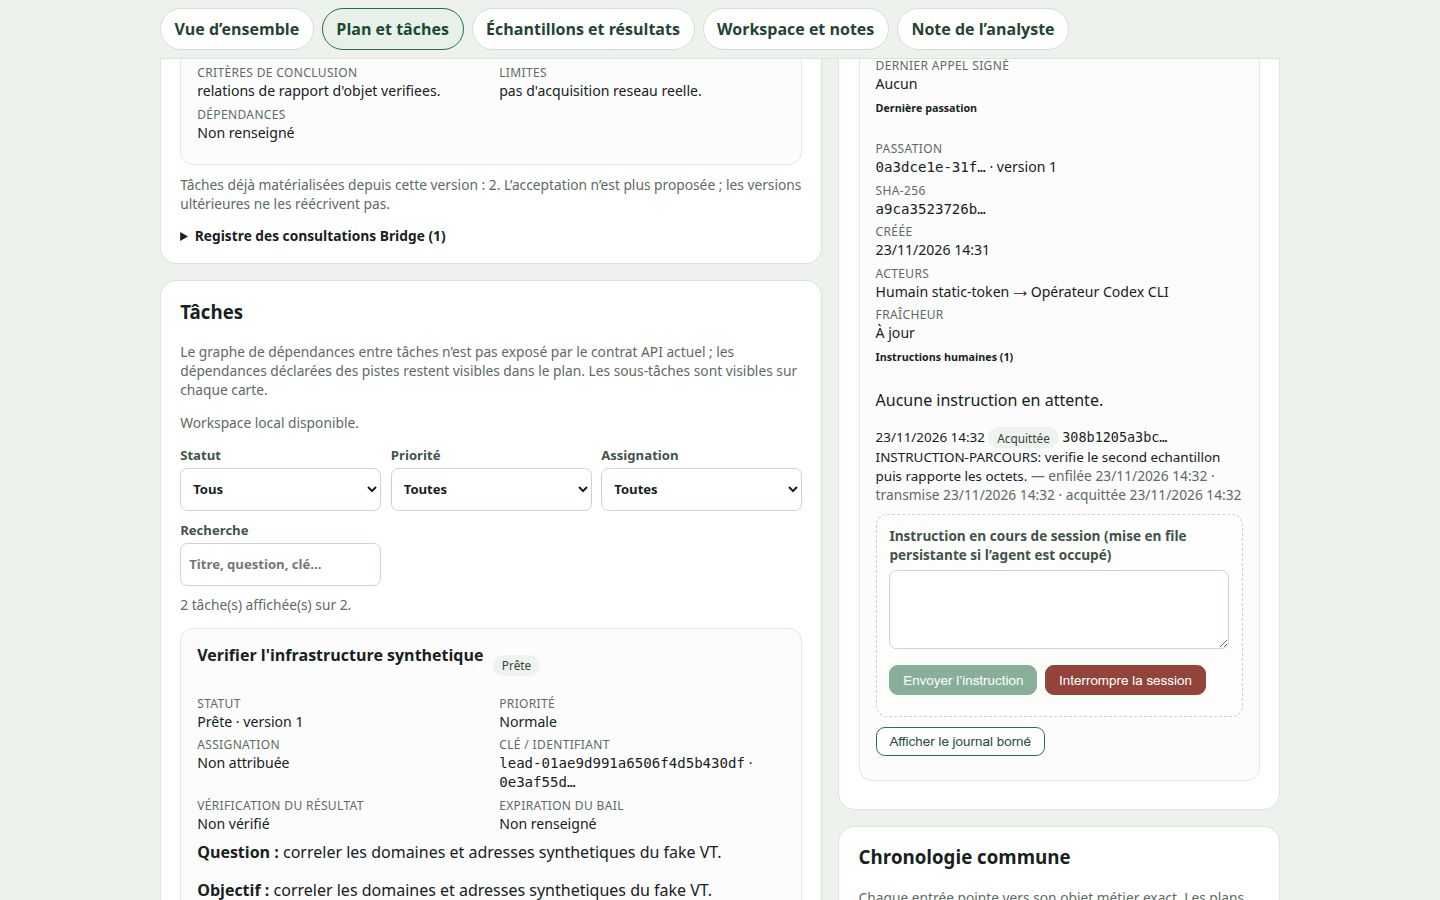 Vue d’ensemble
Plan et tâches
Échantillons et résultats
Workspace et notes
Note de l’analyste
CRITÈRES DE CONCLUSION
relations de rapport d'objet verifiees.
LIMITES
pas d'acquisition reseau reelle.
DÉPENDANCES
Non renseigné
Tâches déjà matérialisées depuis cette version : 2. L’acceptation n’est plus proposée ; les versions
ultérieures ne les réécrivent pas.
Registre des consultations Bridge (1)
Tâches
Le graphe de dépendances entre tâches n’est pas exposé par le contrat API actuel ; les
dépendances déclarées des pistes restent visibles dans le plan. Les sous-tâches sont visibles sur
chaque carte.
Workspace local disponible.
Statut
Priorité
Assignation
Tous
Toutes
Toutes
Recherche
Titre, question, clé…
2 tâche(s) affichée(s) sur 2.
Verifier l'infrastructure synthetique
Prête
STATUT
Prête · version 1
PRIORITÉ
Normale
ASSIGNATION
Non attribuée
CLÉ / IDENTIFIANT
lead-01ae9d991a6506f4d5b430df ·
0e3af55d…
VÉRIFICATION DU RÉSULTAT
Non vérifié
EXPIRATION DU BAIL
Non renseigné
Question : correler les domaines et adresses synthetiques du fake VT.
Objectif : correler les domaines et adresses synthetiques du fake VT.
DERNIER APPEL SIGNÉ
Aucun
Dernière passation
PASSATION
0a3dce1e-31f… · version 1
SHA-256
a9ca3523726b…
CRÉÉE
23/11/2026 14:31
ACTEURS
Humain static-token → Opérateur Codex CLI
FRAÎCHEUR
À jour
Instructions humaines (1)
Aucune instruction en attente.
23/11/2026 14:32 Acquittée 308b1205a3bc…
INSTRUCTION-PARCOURS: verifie le second echantillon
puis rapporte les octets. — enfilée 23/11/2026 14:32 ·
transmise 23/11/2026 14:32 · acquittée 23/11/2026 14:32
Instruction en cours de session (mise en file
persistante si l’agent est occupé)
Envoyer l’instruction
Interrompre la session
Afficher le journal borné
Chronologie commune
Chaque entrée pointe vers son objet métier exact. Les plans